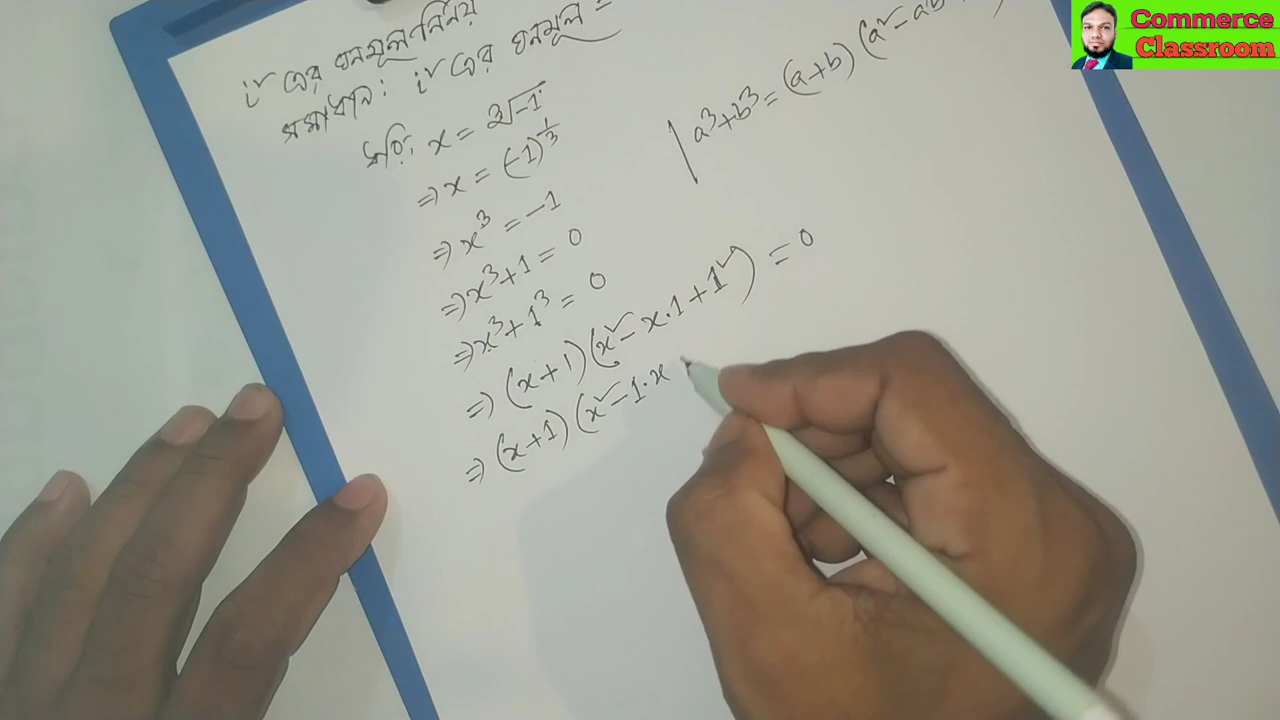 i² এর ঘনমূল নির্ণয়
সমাধান: i² এর ঘনমূল =
ধরি, x = ∛-1
⇒ x = (-1)^1/3
⇒ x³ = -1
⇒ x³+1 = 0
⇒ x³+1³ = 0
⇒ (x+1)(x²-x.1+1²) = 0
⇒ (x+1)(x²-1.x
a³+b³ = (a+b)(a²-ab
Commerce
Classroom